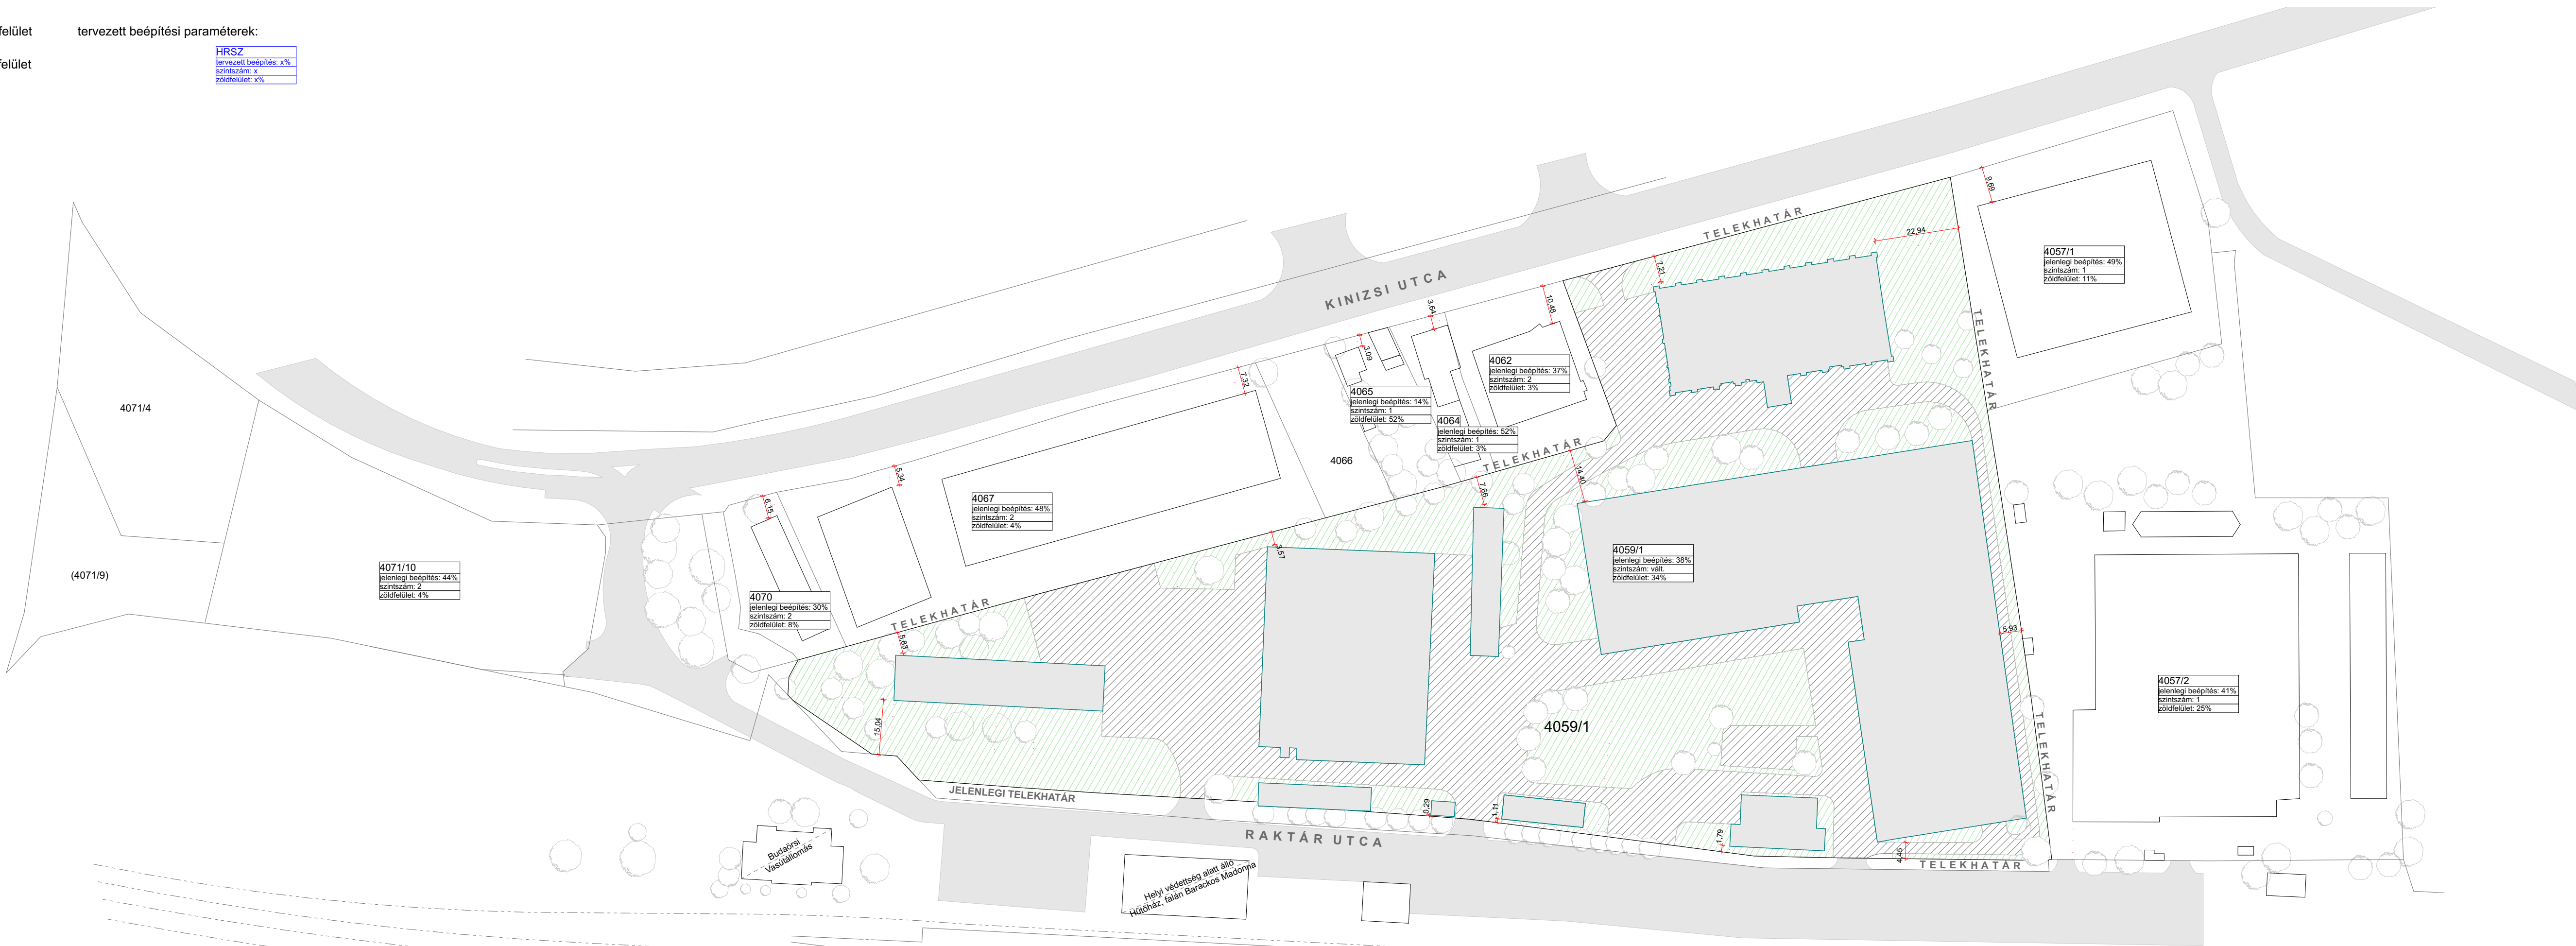 felület
tervezett beépítési paraméterek:
felület
HRSZ
tervezett beépítés: x%
szintszám: x
zöldfelület: x%
TELEKHATÁR
9,69
22,94
4057/1
jelenlegi beépítés: 49%
szintszám: 1
zöldfelület: 11%
KINIZSI UTCA
7,21
10,48
3,64
3,09
7,32
TELEKHATÁR
4062
jelenlegi beépítés: 37%
szintszám: 2
zöldfelület: 3%
4065
jelenlegi beépítés: 14%
szintszám: 1
zöldfelület: 52%
4064
jelenlegi beépítés: 52%
szintszám: 1
zöldfelület: 3%
4071/4
4066
TELEKHATÁR
5,34
6,15
7,66
14,40
4067
jelenlegi beépítés: 48%
szintszám: 2
zöldfelület: 4%
3,57
4059/1
jelenlegi beépítés: 38%
szintszám: vált.
zöldfelület: 34%
(4071/9)
4071/10
jelenlegi beépítés: 44%
szintszám: 2
zöldfelület: 4%
4070
jelenlegi beépítés: 30%
szintszám: 2
zöldfelület: 8%
TELEKHATÁR
5,83
5,93
4057/2
jelenlegi beépítés: 41%
szintszám: 1
zöldfelület: 25%
15,04
4059/1
TELEKHATÁR
JELENLEGI TELEKHATÁR
0,29
1,11
1,79
4,45
RAKTÁR UTCA
TELEKHATÁR
Budaörsi
Vasútállomás
Helyi védettség alatt álló
Hűtőház, falán Barackos Madonna